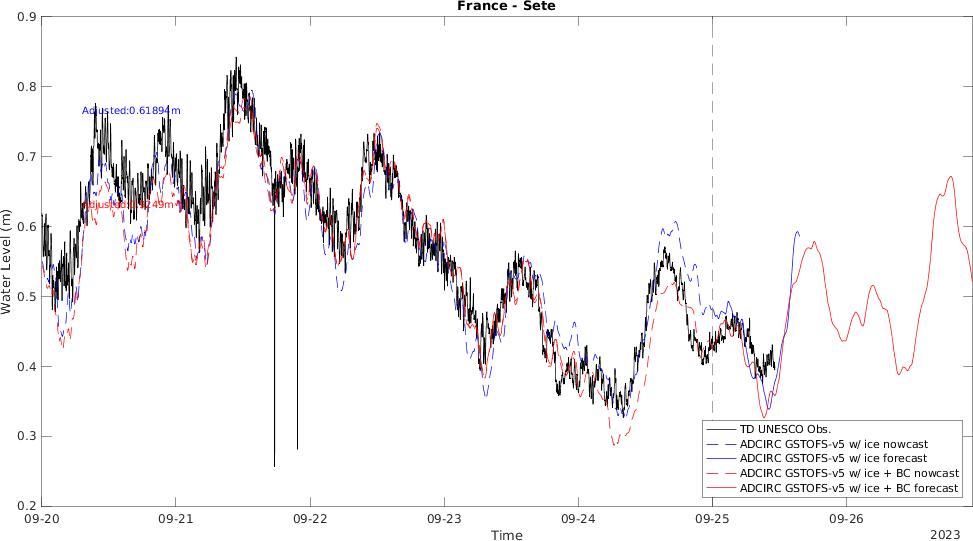 France - Sete
0.9
0.8
0.7
0.6
0.5
0.4
0.3
0.2
Water Level (m)
Adjusted:0.61894m
09-20
09-21
09-22
09-23
09-24
09-25
09-26
Time
2023
TD UNESCO Obs.
ADCIRC GSTOFS-v5 w/ ice nowcast
ADCIRC GSTOFS-v5 w/ ice forecast
ADCIRC GSTOFS-v5 w/ ice + BC nowcast
ADCIRC GSTOFS-v5 w/ ice + BC forecast